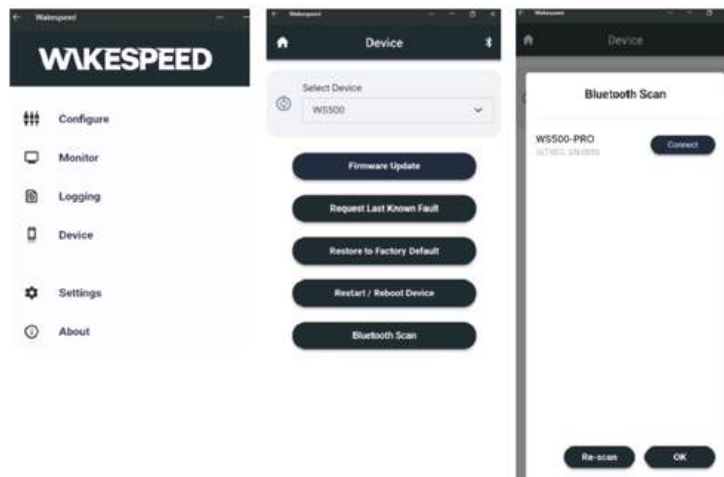 Wakespeed
WAKESPEED
Configure
Monitor
Logging
Device
Settings
About
Wakespeed
Device
Select Device
WS500
Firmware Update
Request Last Known Fault
Restore to Factory Default
Restart / Reboot Device
Bluetooth Scan
Wakespeed
Device
Bluetooth Scan
WS500-PRO
Connect
Re-scan
OK